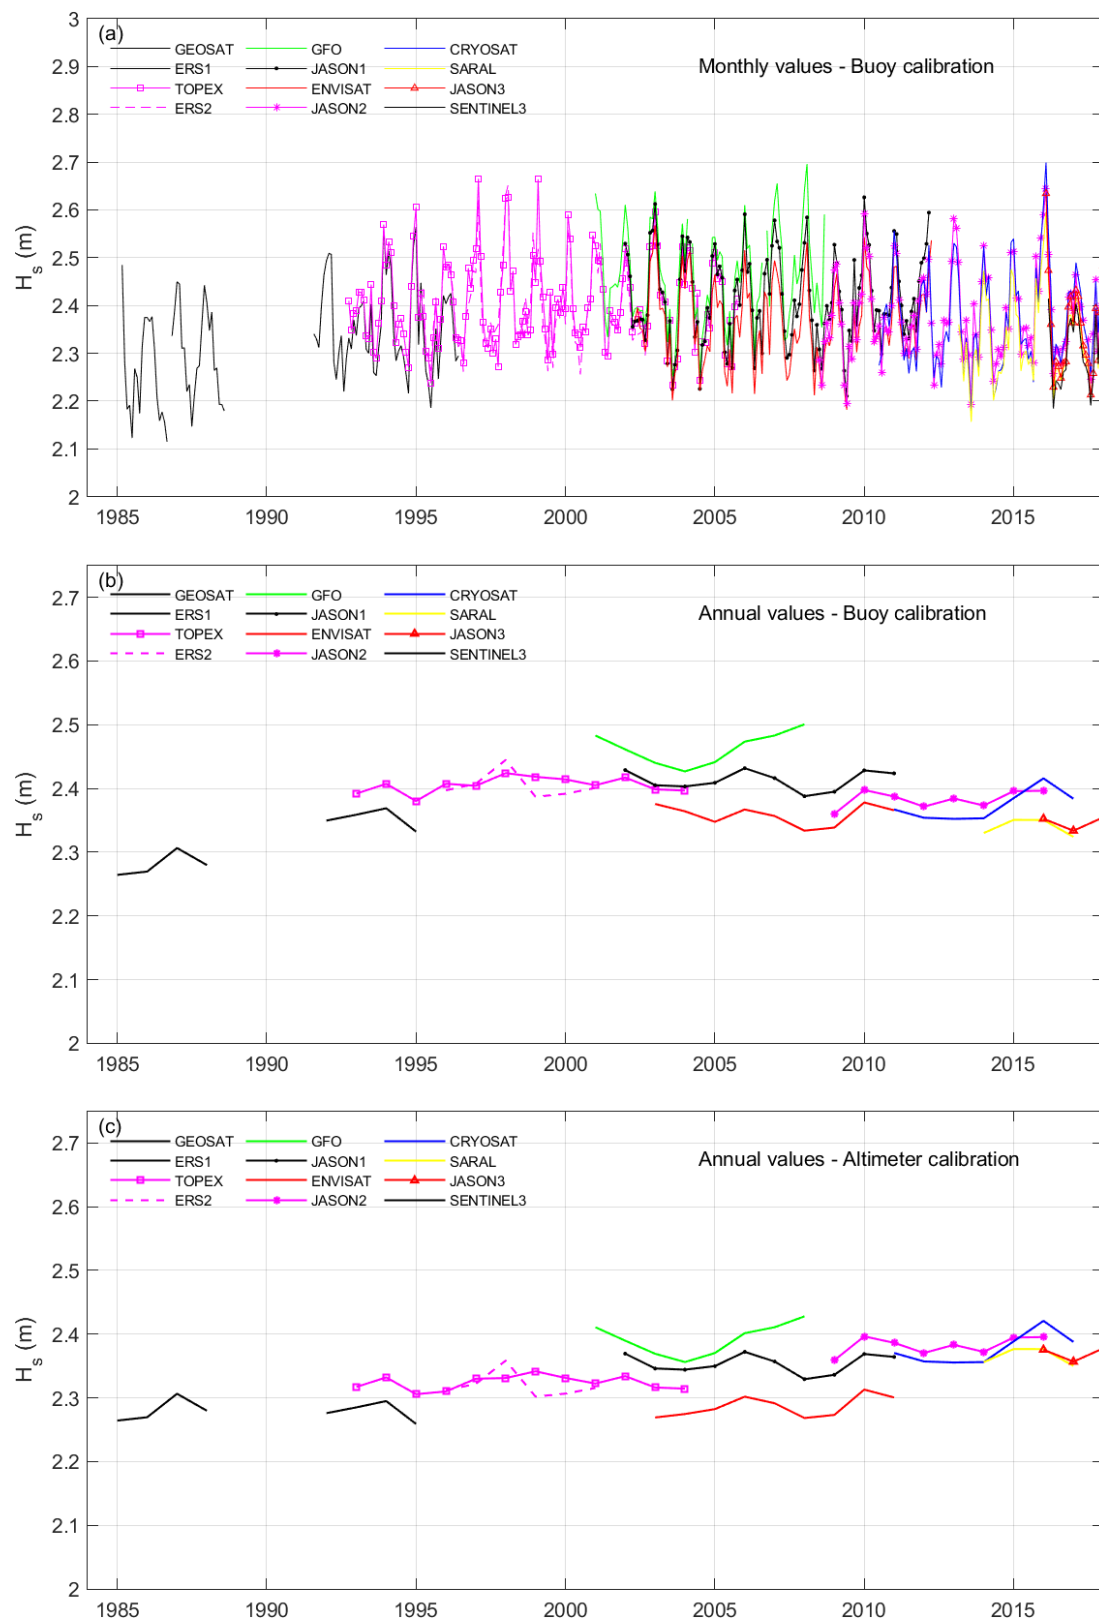 3
(a)
GEOSAT GFO CRYOSAT
ERS1 JASON1 SARAL
TOPEX ENVISAT JASON3
ERS2 JASON2 SENTINEL3
Monthly values - Buoy calibration
2.9
2.8
2.7
2.6
2.5
2.4
2.3
2.2
2.1
2
H_s (m)
1985 1990 1995 2000 2005 2010 2015
(b)
GEOSAT GFO CRYOSAT
ERS1 JASON1 SARAL
TOPEX ENVISAT JASON3
ERS2 JASON2 SENTINEL3
Annual values - Buoy calibration
2.7
2.6
2.5
2.4
2.3
2.2
2.1
2
H_s (m)
1985 1990 1995 2000 2005 2010 2015
(c)
GEOSAT GFO CRYOSAT
ERS1 JASON1 SARAL
TOPEX ENVISAT JASON3
ERS2 JASON2 SENTINEL3
Annual values - Altimeter calibration
2.7
2.6
2.5
2.4
2.3
2.2
2.1
2
H_s (m)
1985 1990 1995 2000 2005 2010 2015